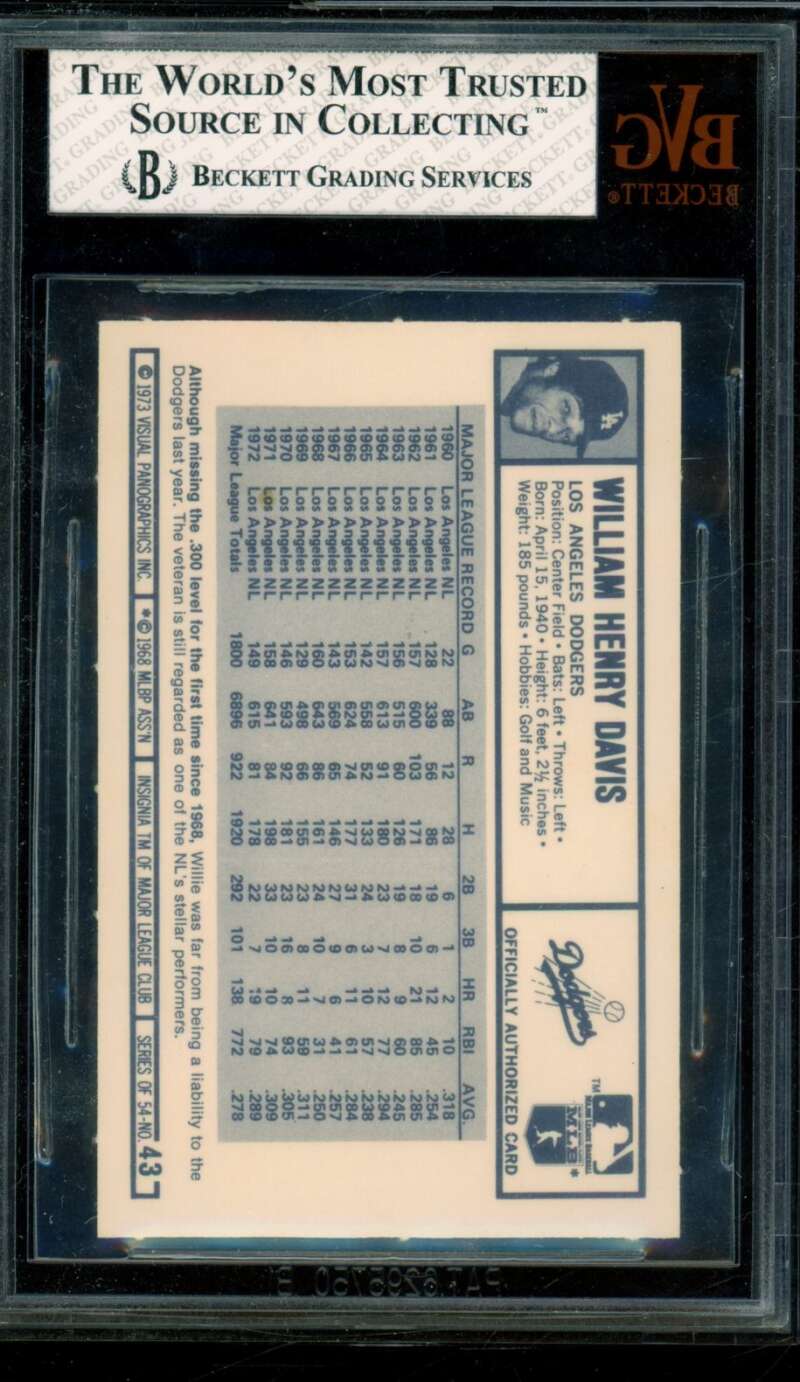 THE WORLD'S MOST TRUSTED
SOURCE IN COLLECTING™
B BECKETT GRADING SERVICES
BVG
BECKETT®
WILLIAM HENRY DAVIS
LOS ANGELES DODGERS
Position: Center Field • Bats: Left • Throws: Left •
Born: April 15, 1940 • Height: 6 feet, 2½ inches •
Weight: 185 pounds • Hobbies: Golf and Music
LA
Dodgers
TM
MAJOR LEAGUE BASEBALL
MLB*
OFFICIALLY AUTHORIZED CARD
MAJOR LEAGUE RECORD G AB R H 2B 3B HR RBI AVG.
1960 Los Angeles NL 22 88 12 28 6 1 2 10 .318
1961 Los Angeles NL 128 339 56 86 19 6 12 45 .254
1962 Los Angeles NL 157 600 103 171 18 10 21 85 .285
1963 Los Angeles NL 156 515 60 126 19 8 9 60 .245
1964 Los Angeles NL 157 613 91 180 23 7 12 77 .294
1965 Los Angeles NL 142 558 52 133 24 3 10 57 .238
1966 Los Angeles NL 153 624 74 177 31 6 11 61 .284
1967 Los Angeles NL 143 569 65 146 27 9 6 41 .257
1968 Los Angeles NL 160 643 86 161 24 10 7 31 .250
1969 Los Angeles NL 129 498 66 155 23 8 11 59 .311
1970 Los Angeles NL 146 593 92 181 23 16 8 93 .305
1971 Los Angeles NL 158 641 84 198 33 10 10 74 .309
1972 Los Angeles NL 149 615 81 178 22 7 19 79 .289
Major League Totals 1800 6896 922 1920 292 101 138 772 .278
Although missing the .300 level for the first time since 1968, Willie was far from being a liability to the
Dodgers last year. The veteran is still regarded as one of the NL's stellar performers.
© 1973 VISUAL PANOGRAPHICS INC. | *© 1968 MLBP ASS'N | INSIGNIA TM OF MAJOR LEAGUE CLUB | SERIES OF 54-NO. 43